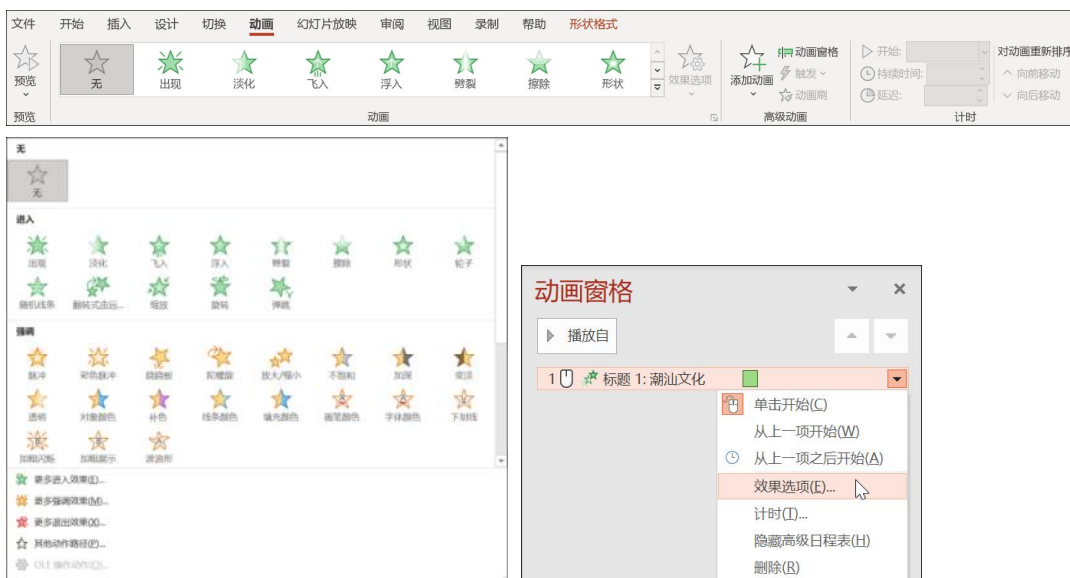 文件 开始 插入 设计 切换 动画 幻灯片放映 审阅 视图 录制 帮助 形状格式
预览
无 出现 淡化 飞入 浮入 劈裂 擦除 形状
效果选项
添加动画
动画窗格
触发
动画刷
开始:
持续时间:
延迟:
对动画重新排序
向前移动
向后移动
预览 动画 高级动画 计时
无
无
进入
出现 淡化 飞入 浮入 劈裂 擦除 形状 轮子
随机线条 翻转式由远... 缩放 旋转 弹跳
强调
脉冲 彩色脉冲 跷跷板 陀螺旋 放大/缩小 不饱和 加深 变淡
透明 对象颜色 补色 线条颜色 填充颜色 画笔颜色 字体颜色 下划线
加粗闪烁 加粗展示 波浪形
更多进入效果(E)...
更多强调效果(M)...
更多退出效果(X)...
其他动作路径(P)...
OLE 操作动作(O)...
动画窗格
播放自
1 标题 1: 潮汕文化
单击开始(C)
从上一项开始(W)
从上一项之后开始(A)
效果选项(E)...
计时(T)...
隐藏高级日程表(H)
删除(R)